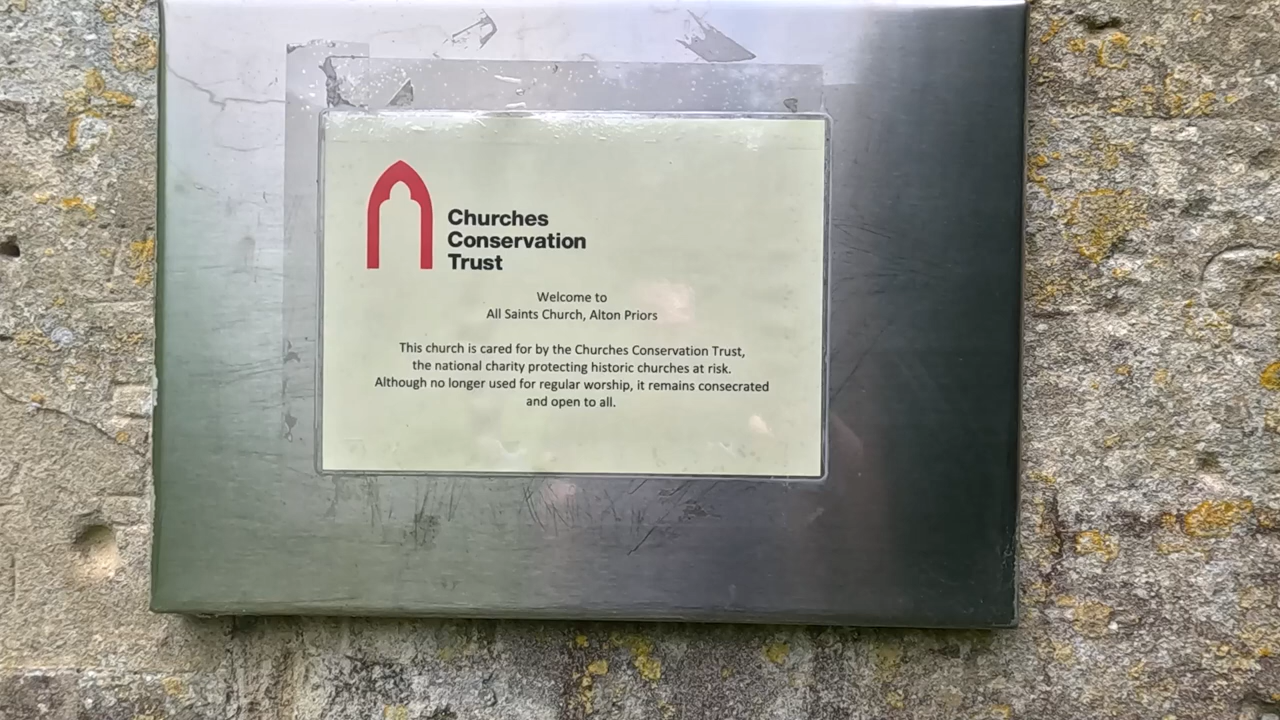 Churches
Conservation
Trust
Welcome to
All Saints Church, Alton Priors
This church is cared for by the Churches Conservation Trust,
the national charity protecting historic churches at risk.
Although no longer used for regular worship, it remains consecrated
and open to all.